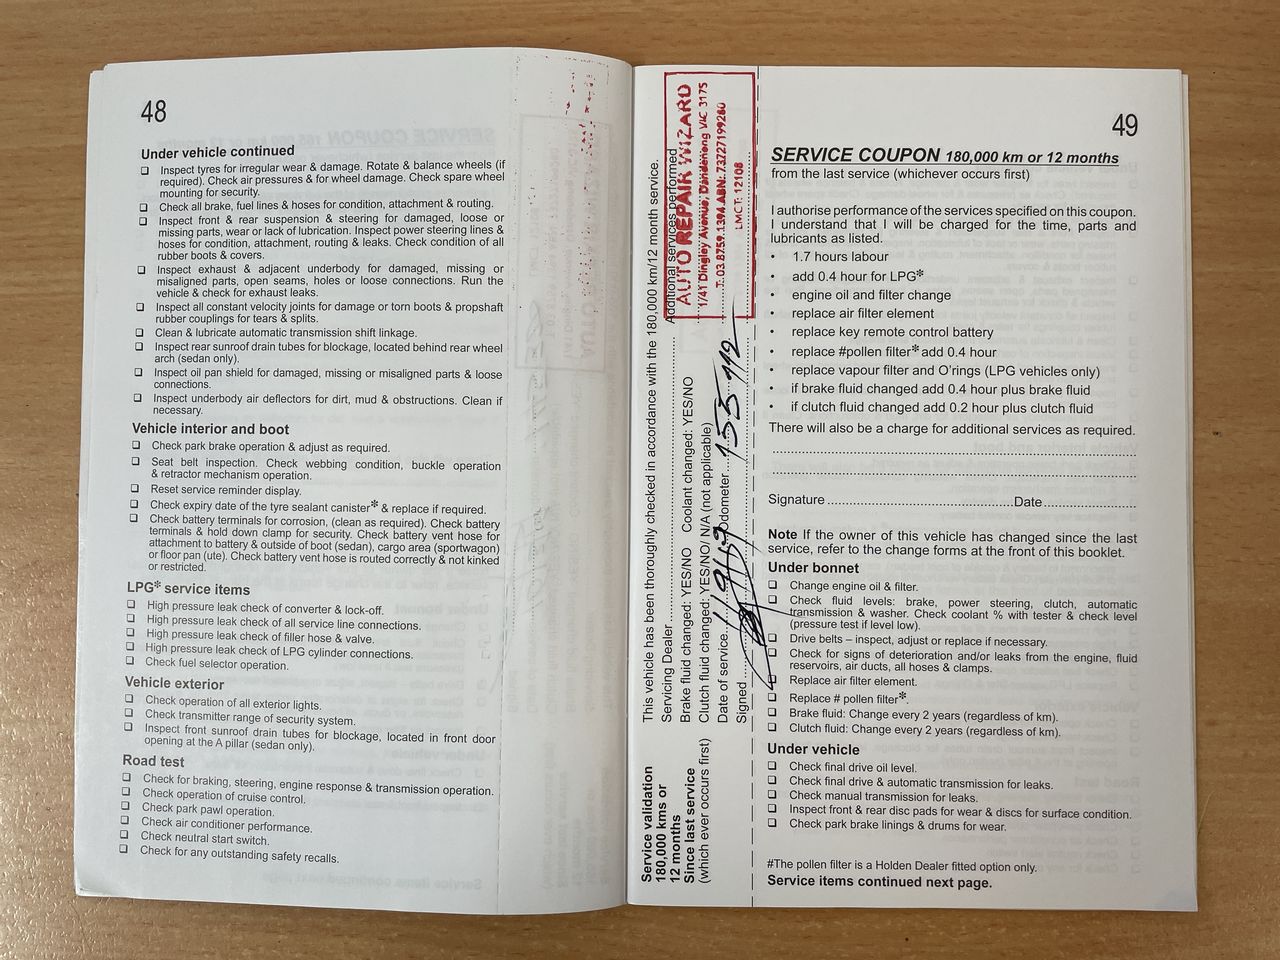 48
Under vehicle continued
❏ Inspect tyres for irregular wear & damage. Rotate & balance wheels (if
required). Check air pressures & for wheel damage. Check spare wheel
mounting for security.
❏ Check all brake, fuel lines & hoses for condition, attachment & routing.
❏ Inspect front & rear suspension & steering for damaged, loose or
missing parts, wear or lack of lubrication. Inspect power steering lines &
hoses for condition, attachment, routing & leaks. Check condition of all
rubber boots & covers.
❏ Inspect exhaust & adjacent underbody for damaged, missing or
misaligned parts, open seams, holes or loose connections. Run the
vehicle & check for exhaust leaks.
❏ Inspect all constant velocity joints for damage or torn boots & propshaft
rubber couplings for tears & splits.
❏ Clean & lubricate automatic transmission shift linkage.
❏ Inspect rear sunroof drain tubes for blockage, located behind rear wheel
arch (sedan only).
❏ Inspect oil pan shield for damaged, missing or misaligned parts & loose
connections.
❏ Inspect underbody air deflectors for dirt, mud & obstructions. Clean if
necessary.
Vehicle interior and boot
❏ Check park brake operation & adjust as required.
❏ Seat belt inspection. Check webbing condition, buckle operation
& retractor mechanism operation.
❏ Reset service reminder display.
❏ Check expiry date of the tyre sealant canister* & replace if required.
❏ Check battery terminals for corrosion, (clean as required). Check battery
terminals & hold down clamp for security. Check battery vent hose for
attachment to battery & outside of boot (sedan), cargo area (sportwagon)
or floor pan (ute). Check battery vent hose is routed correctly & not kinked
or restricted.
LPG* service items
❏ High pressure leak check of converter & lock-off.
❏ High pressure leak check of all service line connections.
❏ High pressure leak check of filler hose & valve.
❏ High pressure leak check of LPG cylinder connections.
❏ Check fuel selector operation.
Vehicle exterior
❏ Check operation of all exterior lights.
❏ Check transmitter range of security system.
❏ Inspect front sunroof drain tubes for blockage, located in front door
opening at the A pillar (sedan only).
Road test
❏ Check for braking, steering, engine response & transmission operation.
❏ Check operation of cruise control.
❏ Check park pawl operation.
❏ Check air conditioner performance.
❏ Check neutral start switch.
❏ Check for any outstanding safety recalls.
Service validation
180,000 kms or
12 months
Since last service
(which ever occurs first)
This vehicle has been thoroughly checked in accordance with the 180,000 km/12 month service.
Servicing Dealer
Additional services performed
Brake fluid changed: YES/NO Coolant changed: YES/NO
Clutch fluid changed: YES/NO/ N/A (not applicable)
Date of service Odometer 155992
Signed
AUTO REPAIR WIZARD
1/41 Dingley Avenue, Dandenong VIC 3175
T: 03 8759 1394 ABN: 73727199260
LMCT: 12108
49
SERVICE COUPON 180,000 km or 12 months
from the last service (whichever occurs first)
I authorise performance of the services specified on this coupon.
I understand that I will be charged for the time, parts and
lubricants as listed.
• 1.7 hours labour
• add 0.4 hour for LPG*
• engine oil and filter change
• replace air filter element
• replace key remote control battery
• replace #pollen filter* add 0.4 hour
• replace vapour filter and O'rings (LPG vehicles only)
• if brake fluid changed add 0.4 hour plus brake fluid
• if clutch fluid changed add 0.2 hour plus clutch fluid
There will also be a charge for additional services as required.
Signature Date
Note If the owner of this vehicle has changed since the last
service, refer to the change forms at the front of this booklet.
Under bonnet
❏ Change engine oil & filter.
❏ Check fluid levels: brake, power steering, clutch, automatic
transmission & washer. Check coolant % with tester & check level
(pressure test if level low).
❏ Drive belts – inspect, adjust or replace if necessary.
❏ Check for signs of deterioration and/or leaks from the engine, fluid
reservoirs, air ducts, all hoses & clamps.
❏ Replace air filter element.
❏ Replace # pollen filter*.
❏ Brake fluid: Change every 2 years (regardless of km).
❏ Clutch fluid: Change every 2 years (regardless of km).
Under vehicle
❏ Check final drive oil level.
❏ Check final drive & automatic transmission for leaks.
❏ Check manual transmission for leaks.
❏ Inspect front & rear disc pads for wear & discs for surface condition.
❏ Check park brake linings & drums for wear.
#The pollen filter is a Holden Dealer fitted option only.
Service items continued next page.